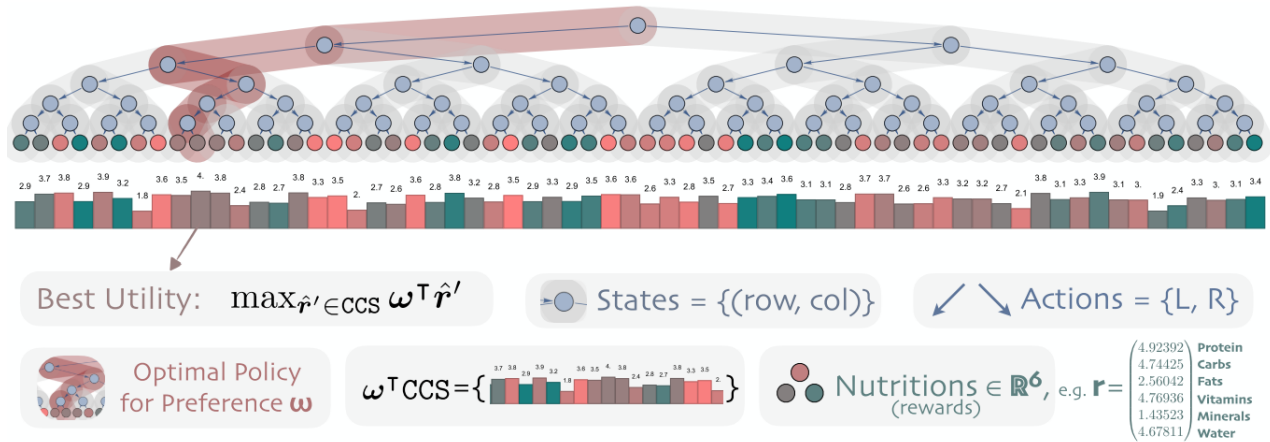 2.9 3.7 3.8 2.9 3.9 3.2 1.8 3.6 3.5 4. 3.8 2.4 2.8 2.7 3.8 3.3 3.5 2. 2.7 2.6 3.6 2.8 3.8 3.2 2.8 3.5 2.9 3.3 2.9 3.5 3.6 3.6 2.6 3.3 2.8 3.5 2.7 3.3 3.4 3.6 3.1 3.1 2.8 3.7 3.7 2.6 2.6 3.3 3.2 3.2 2.7 2.1 3.8 3.1 3.3 3.9 3.1 3. 1.9 2.4 3.3 3. 3.1 3.4
Best Utility: max r̂′∈CCS ω⊤r̂′
States = {(row, col)}
Actions = {L, R}
Optimal Policy
for Preference ω
ω⊤CCS={ 3.7 3.8 2.9 3.9 3.2 1.8 3.6 3.5 4. 3.8 2.4 2.8 2.7 3.8 3.3 3.5 2. }
Nutritions ∈ ℝ⁶, e.g. r=
(rewards)
4.92392 Protein
4.74425 Carbs
2.56042 Fats
4.76936 Vitamins
1.43523 Minerals
4.67811 Water